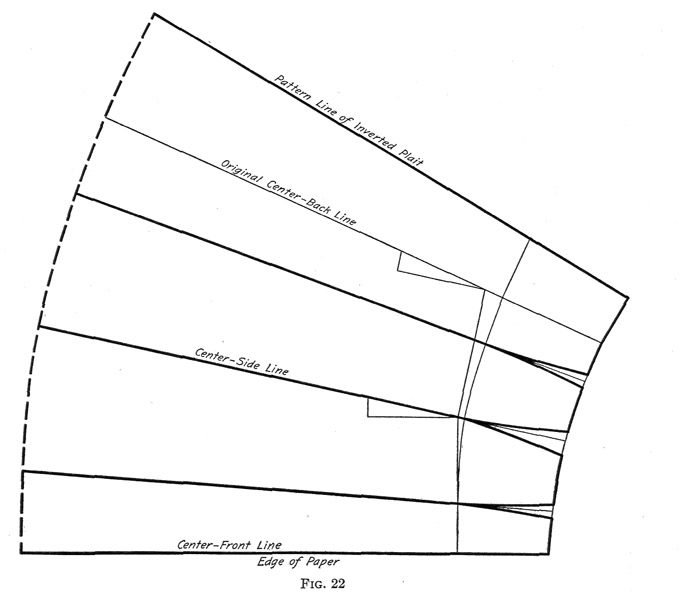 Pattern Line of Inverted Plait
Original Center-Back Line
Center-Side Line
Center-Front Line
Edge of Paper
FIG. 22